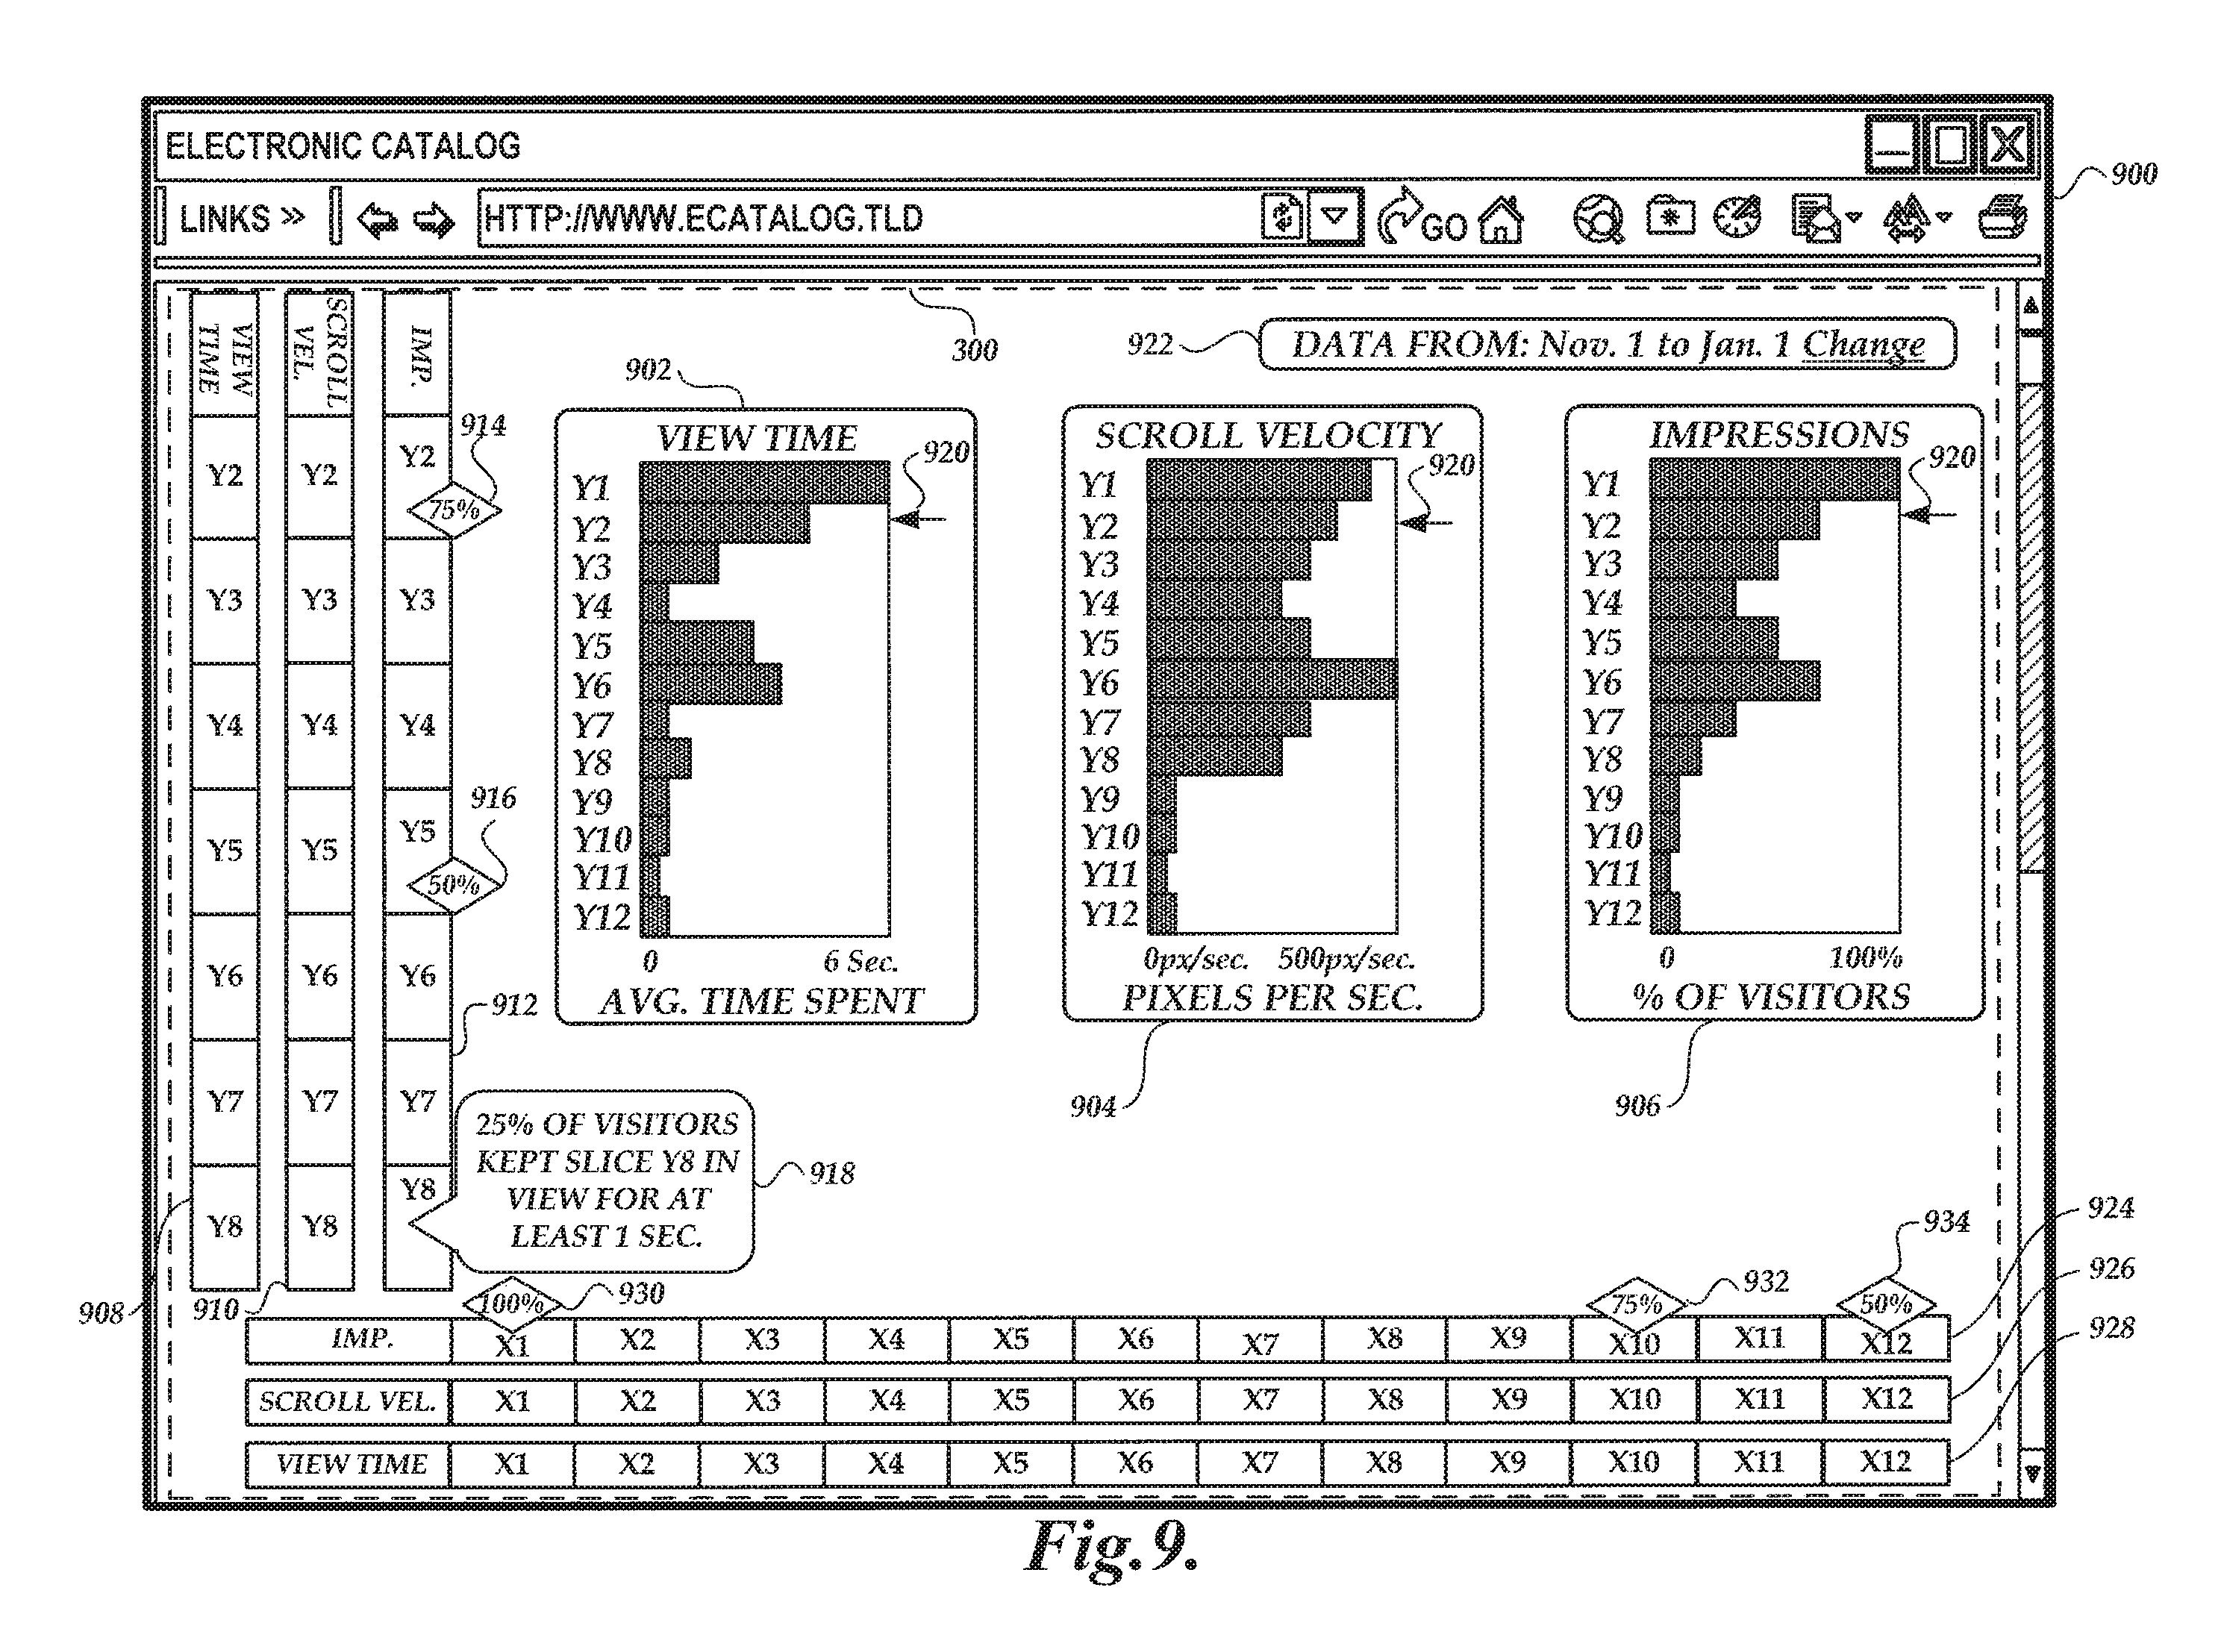 ELECTRONIC CATALOG
900
LINKS »
HTTP://WWW.ECATALOG.TLD
GO
300
922
DATA FROM: Nov. 1 to Jan. 1 Change
VIEW TIME
Y2
Y3
Y4
Y5
Y6
Y7
Y8
908
SCROLL VEL.
Y2
Y3
Y4
Y5
Y6
Y7
Y8
910
IMP.
Y2
914
75%
Y3
Y4
Y5
916
50%
Y6
912
Y7
Y8
25% OF VISITORS
KEPT SLICE Y8 IN
VIEW FOR AT
LEAST 1 SEC.
918
902
VIEW TIME
920
Y1
Y2
Y3
Y4
Y5
Y6
Y7
Y8
Y9
Y10
Y11
Y12
0 6 Sec.
AVG. TIME SPENT
SCROLL VELOCITY
920
Y1
Y2
Y3
Y4
Y5
Y6
Y7
Y8
Y9
Y10
Y11
Y12
0px/sec. 500px/sec.
PIXELS PER SEC.
904
IMPRESSIONS
920
Y1
Y2
Y3
Y4
Y5
Y6
Y7
Y8
Y9
Y10
Y11
Y12
0 100%
% OF VISITORS
906
924
926
928
100% 930 75% 932 50% 934
IMP. X1 X2 X3 X4 X5 X6 X7 X8 X9 X10 X11 X12
SCROLL VEL. X1 X2 X3 X4 X5 X6 X7 X8 X9 X10 X11 X12
VIEW TIME X1 X2 X3 X4 X5 X6 X7 X8 X9 X10 X11 X12
Fig.9.